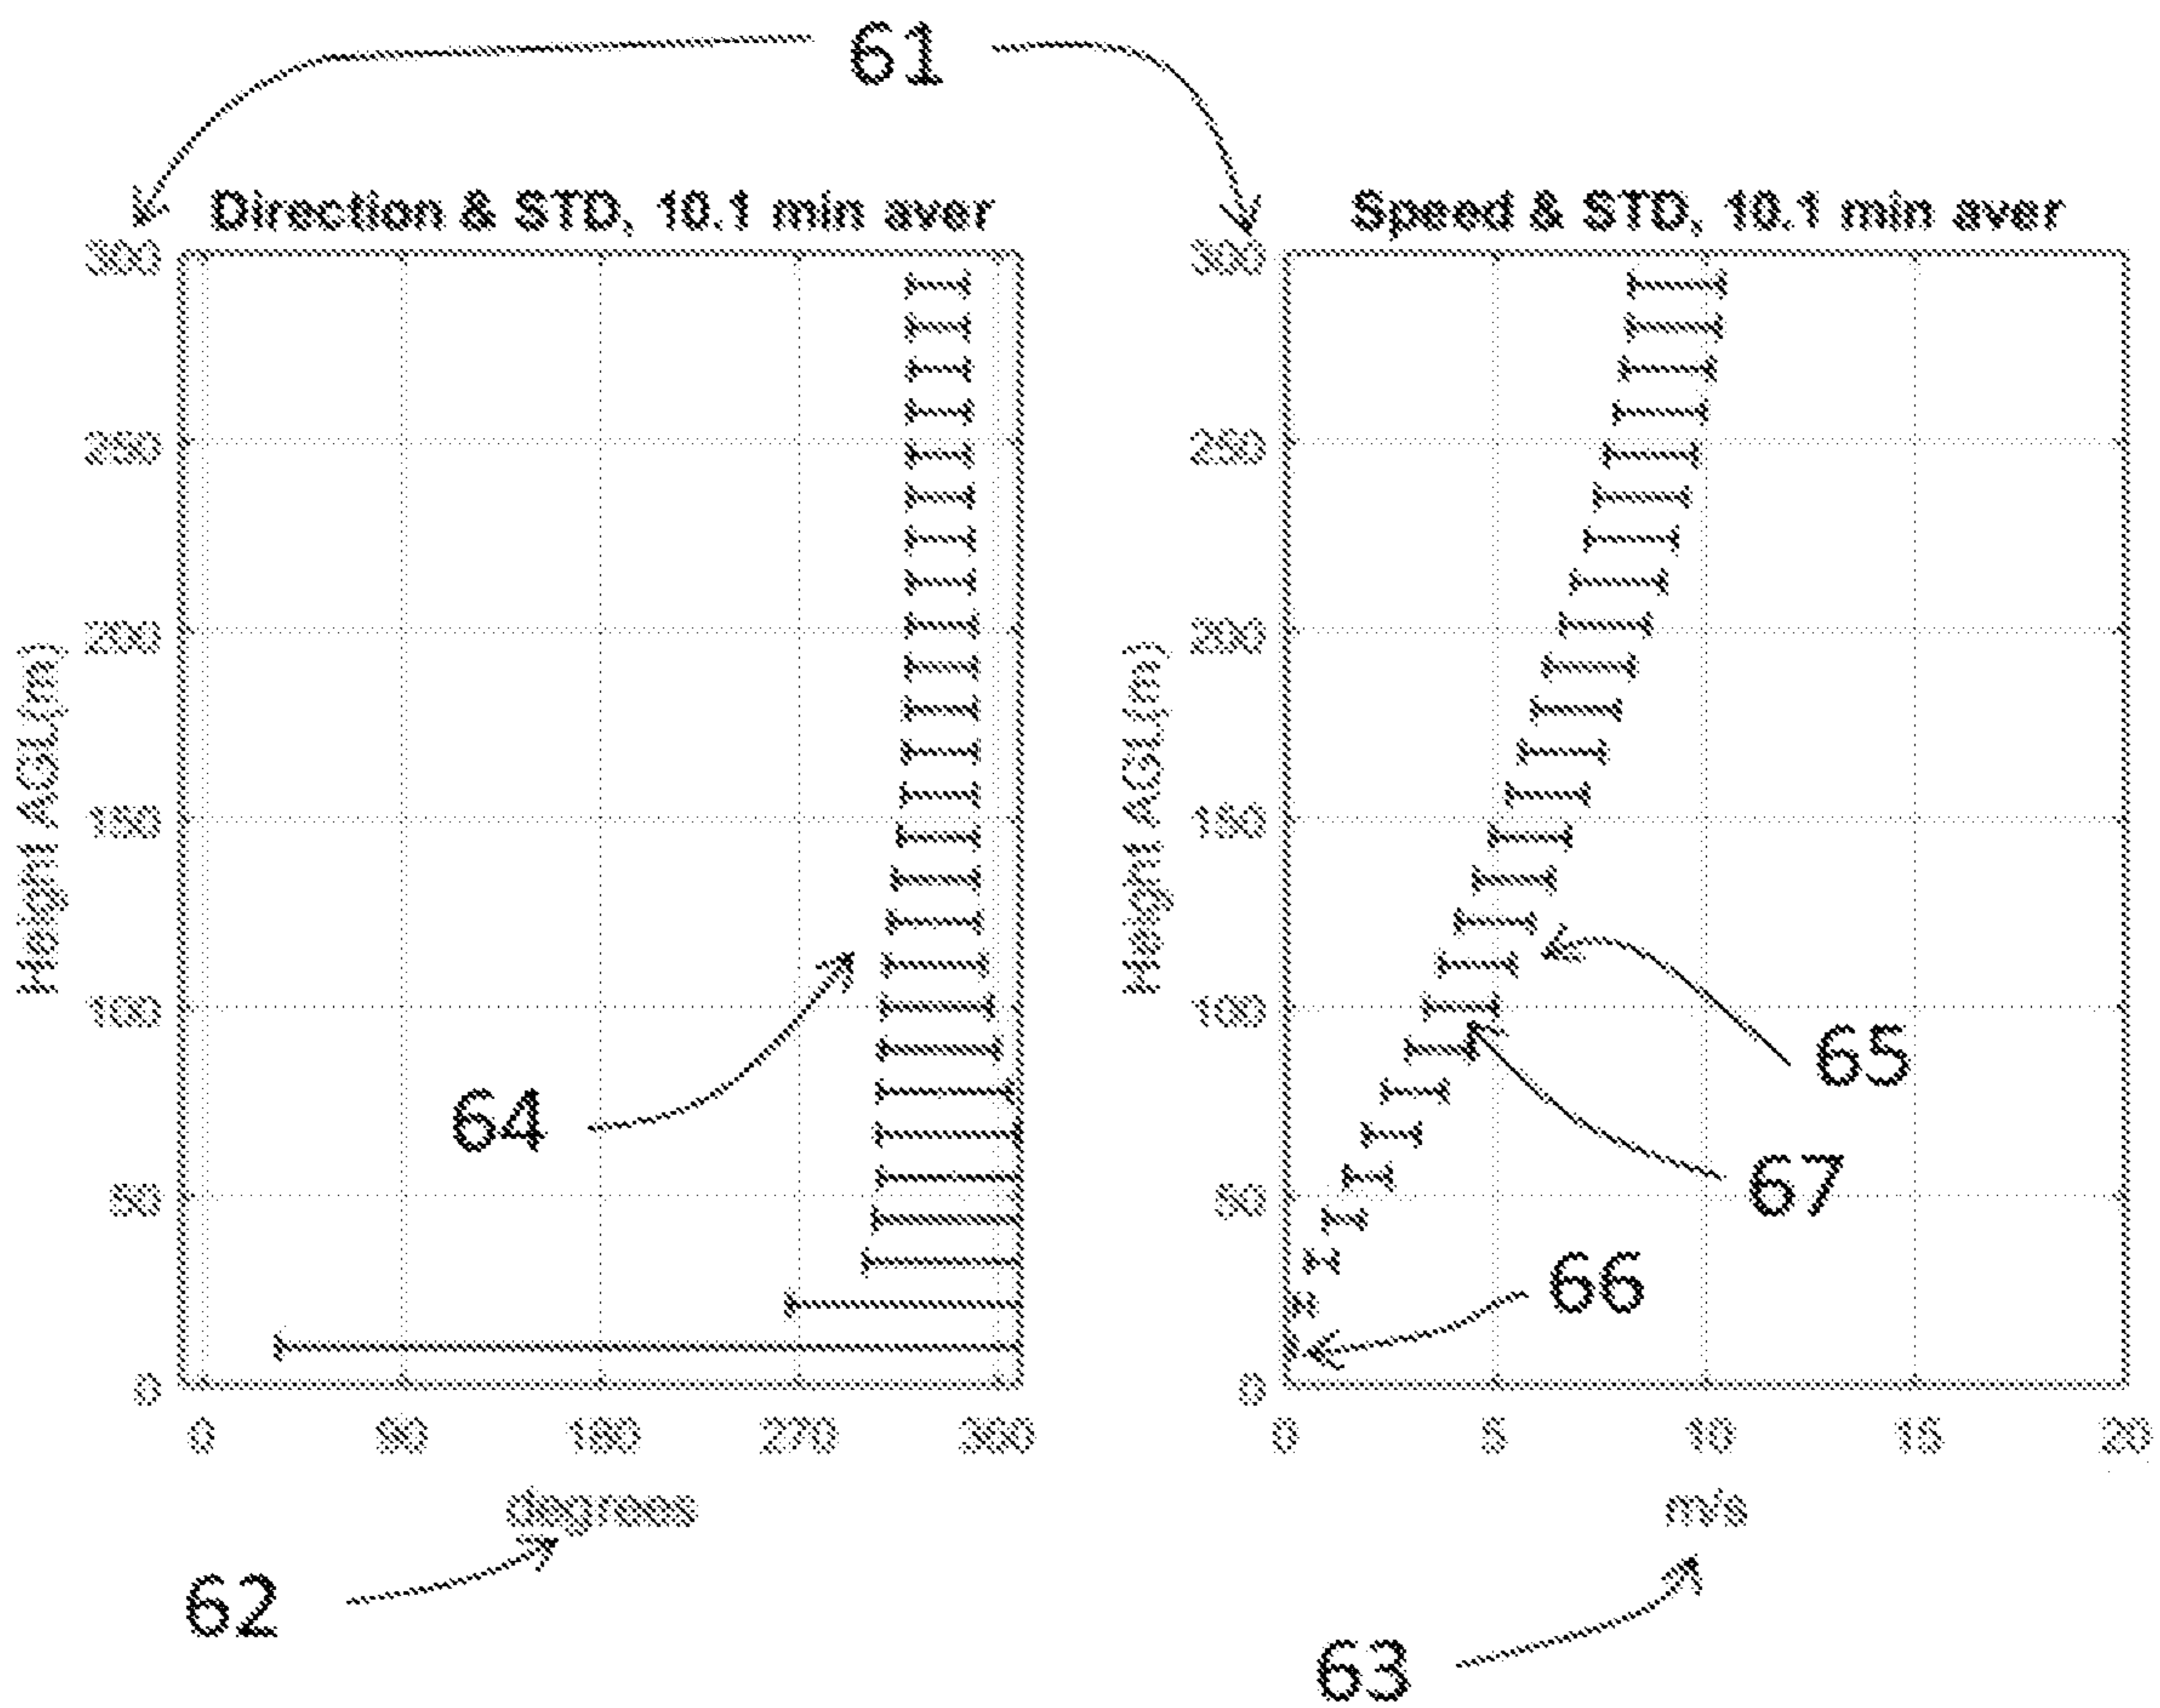 61
Direction & STD, 10.1 min aver
Speed & STD, 10.1 min aver
300
250
200
150
100
50
0
Height AGL(m)
0 90 180 270 360
degrees
300
250
200
150
100
50
0
Height AGL(m)
0 5 10 15 20
m/s
64
65
67
66
62
63